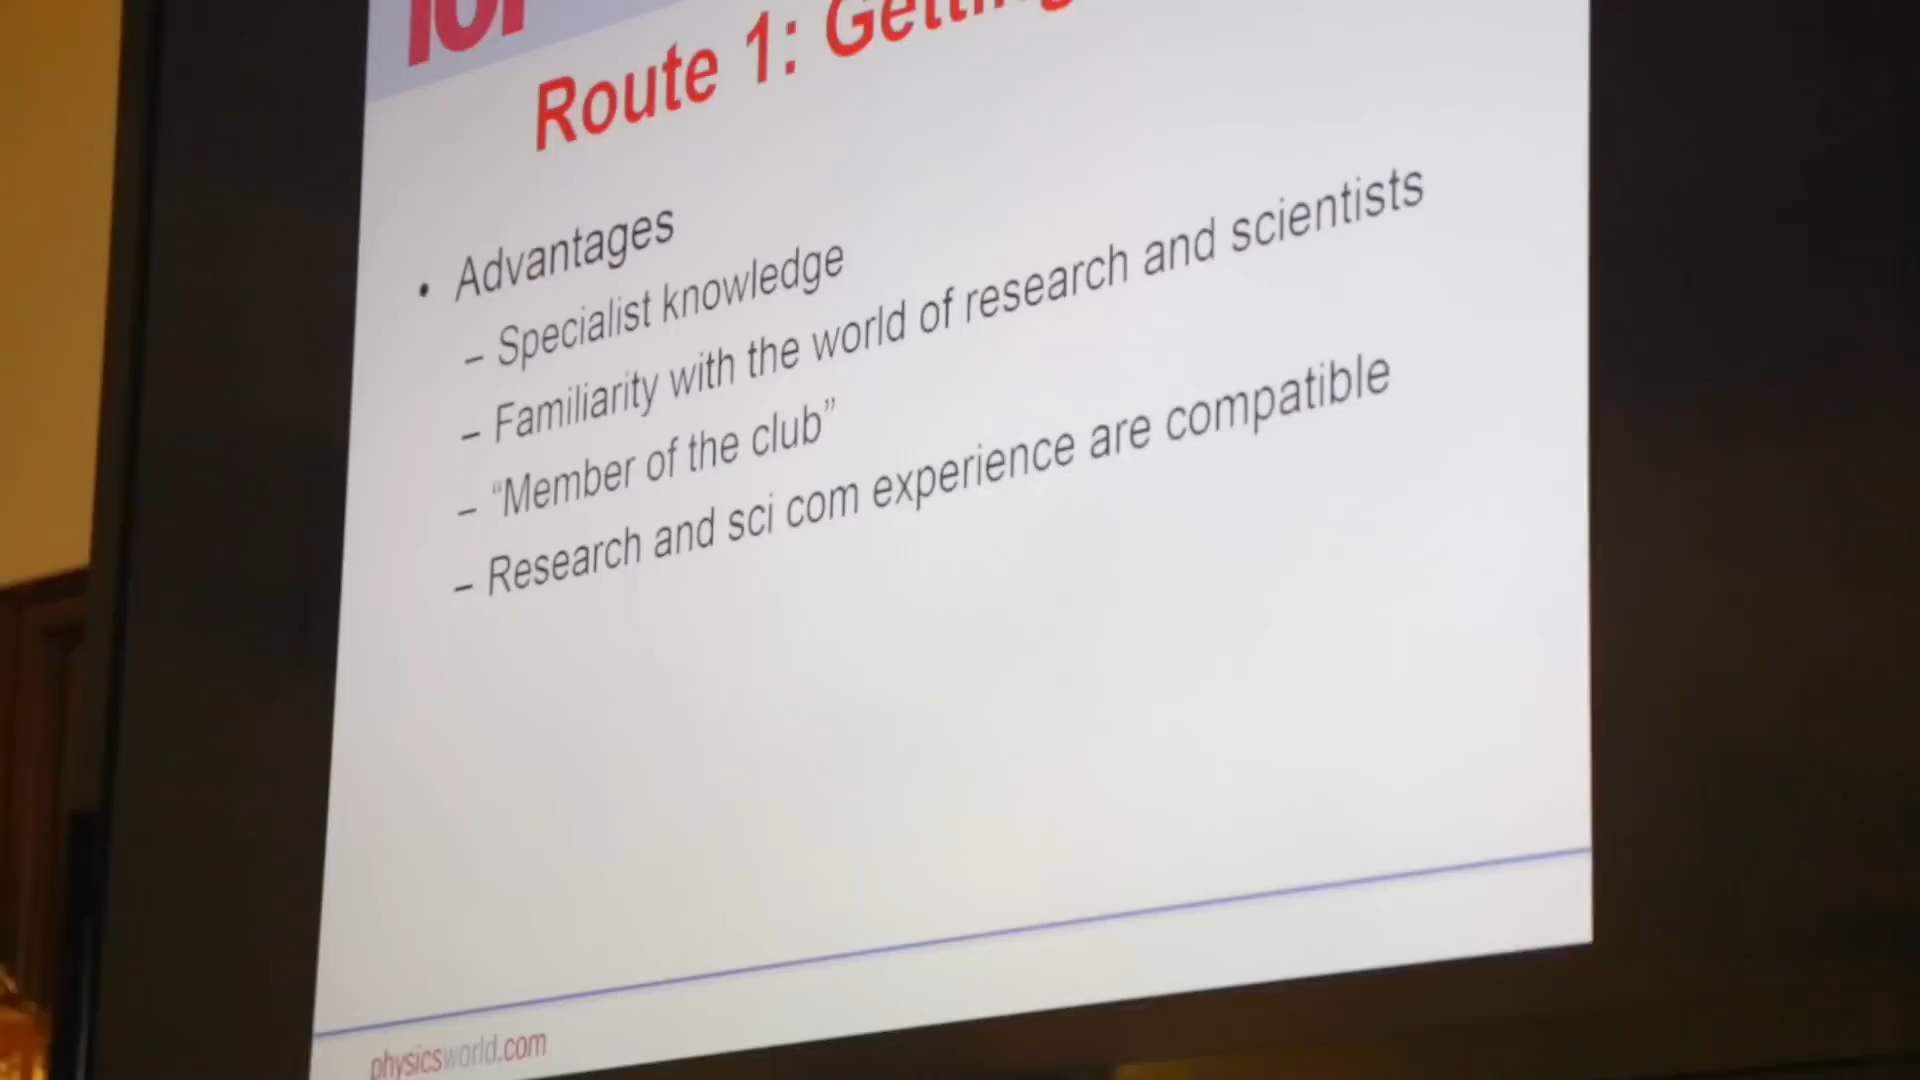 Route 1:
• Advantages
– Specialist knowledge
– Familiarity with the world of research and scientists
– “Member of the club”
– Research and sci com experience are compatible
physicsworld.com